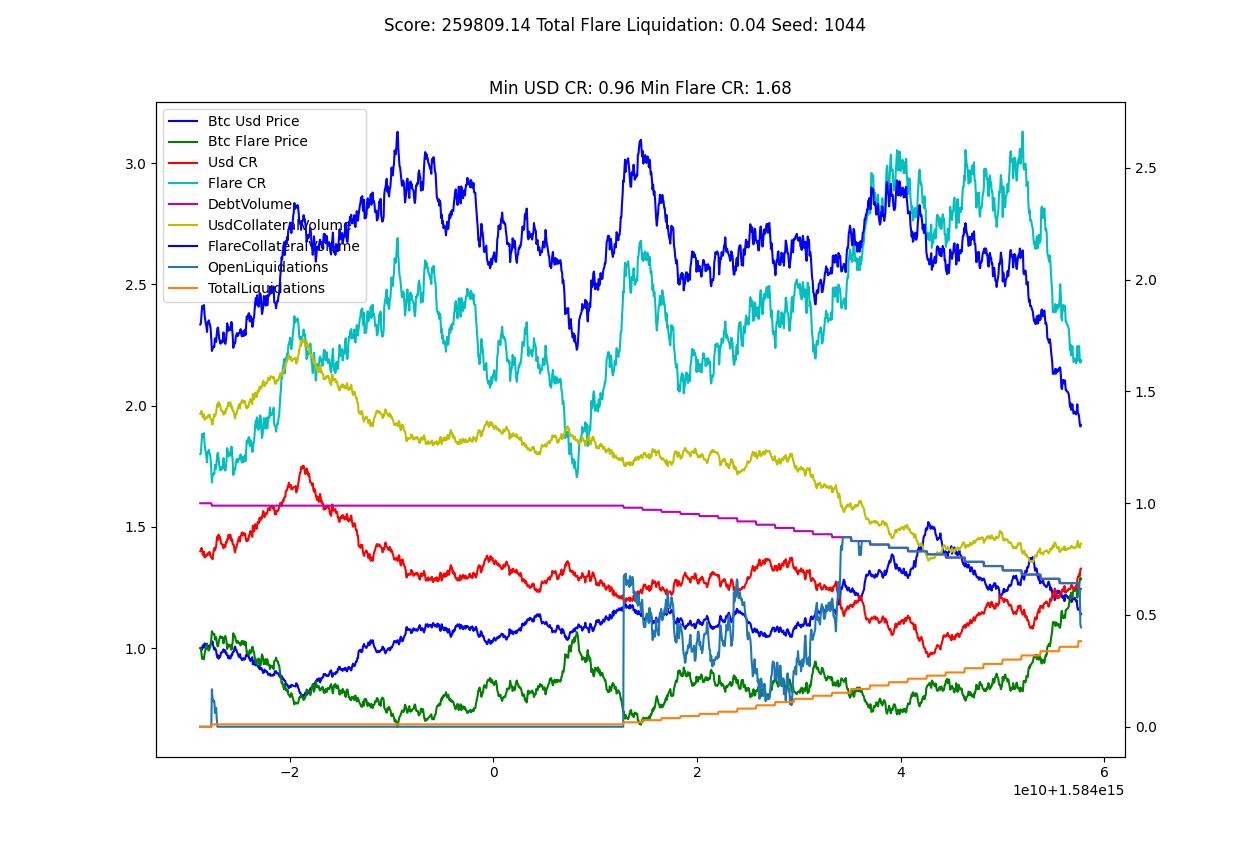 Score: 259809.14 Total Flare Liquidation: 0.04 Seed: 1044
Min USD CR: 0.96 Min Flare CR: 1.68
Btc Usd Price
Btc Flare Price
Usd CR
Flare CR
DebtVolume
UsdCollateralVolume
FlareCollateralVolume
OpenLiquidations
TotalLiquidations
3.0
2.5
2.0
1.5
1.0
2.5
2.0
1.5
1.0
0.5
0.0
−2
0
2
4
6
1e10+1.584e15